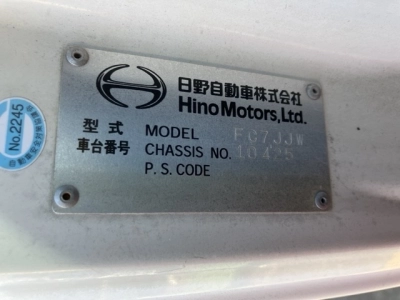 日野自動車株式会社
Hino Motors, Ltd.
型式 MODEL FC7JJW
車台番号 CHASSIS NO. 10425
P.S.CODE
No.2245